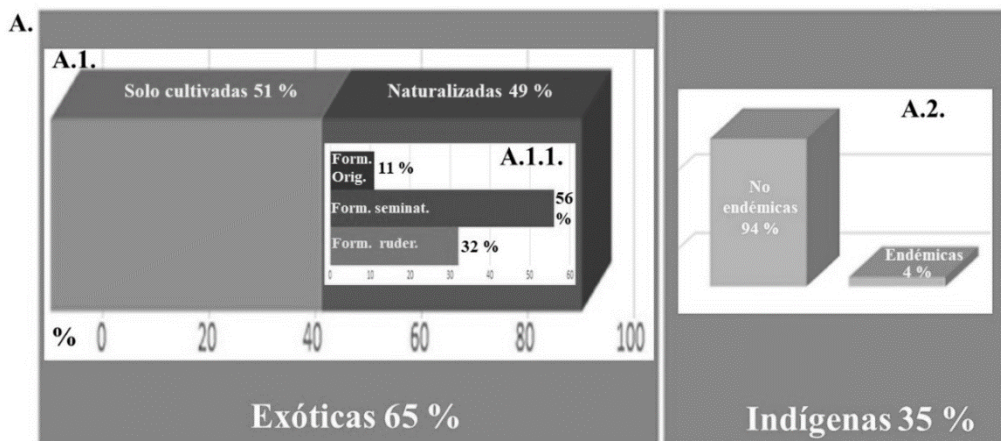 A.
A.1.
Solo cultivadas 51 %
Naturalizadas 49 %
A.1.1.
Form.
Orig.
11 %
Form. seminat.
56
%
Form. ruder.
32 %
0 10 20 30 40 50 60
% 0 20 40 60 80 100
Exóticas 65 %
A.2.
No
endémicas
94 %
Endémicas
4 %
Indígenas 35 %